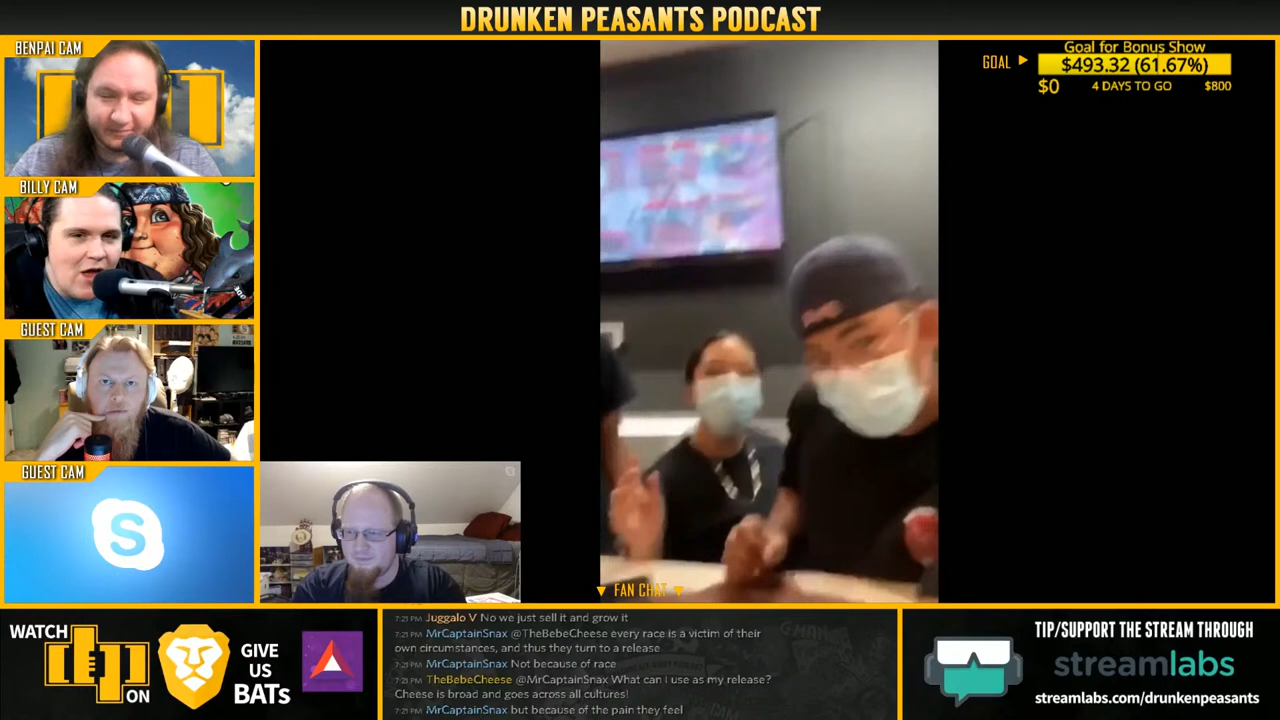 DRUNKEN PEASANTS PODCAST
BENPAI CAM
BILLY CAM
GUEST CAM
GUEST CAM
S
Goal for Bonus Show
GOAL
$493.32 (61.67%)
$0 4 DAYS TO GO $800
FAN CHAT
WATCH
ON
GIVE
US
BATs
7:21 PM Juggalo V No we just sell it and grow it
7:21 PM MrCaptainSnax @TheBebeCheese every race is a victim of their
own circumstances, and thus they turn to a release
7:21 PM MrCaptainSnax Not because of race
7:21 PM TheBebeCheese @MrCaptainSnax What can I use as my release?
Cheese is broad and goes across all cultures!
7:21 PM MrCaptainSnax but because of the pain they feel
TIP/SUPPORT THE STREAM THROUGH
streamlabs
streamlabs.com/drunkenpeasants